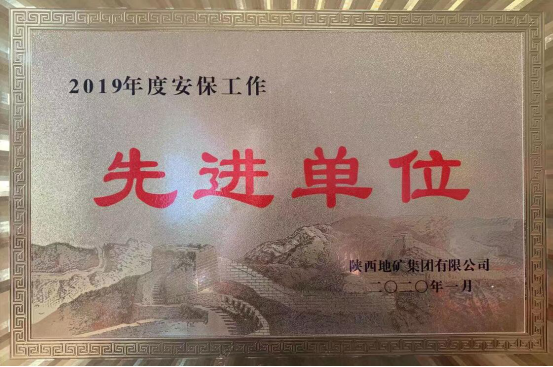 2019年度安保工作
先进单位
陕西地矿集团有限公司
二〇二〇年一月